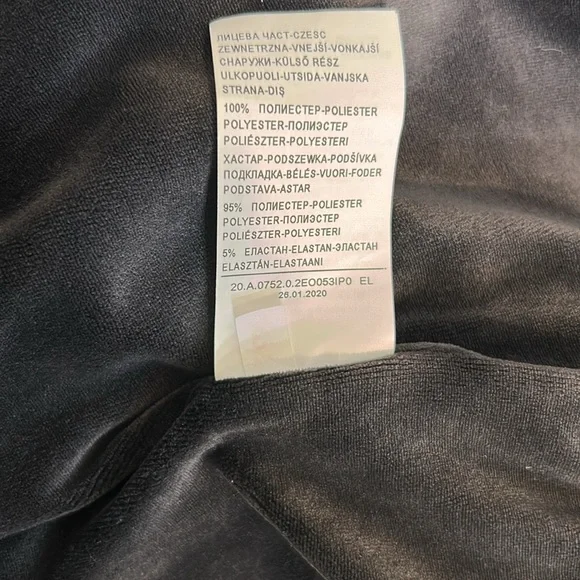 ЛИЦЕВА ЧАСТ-CZESC
ZEWNETRZNA-VNEJŠÍ-VONKAJŠÍ
СНАРУЖИ-KÜLSŐ RÉSZ
ULKOPUOLI-UTSIDA-VANJSKA
STRANA-DIŞ
100% ПОЛИЕСТЕР-POLIESTER
POLYESTER-ПОЛИЭСТЕР
POLIÉSZTER-POLYESTERI
ХАСТАР-PODSZEWKA-PODŠÍVKA
ПОДКЛАДКА-BÉLÉS-VUORI-FODER
PODSTAVA-ASTAR
95% ПОЛИЕСТЕР-POLIESTER
POLYESTER-ПОЛИЭСТЕР
POLIÉSZTER-POLYESTERI
5% ЕЛАСТАН-ELASTAN-ЭЛАСТАН
ELASZTÁN-ELASTAANI
20.A.0752.0.2EO053IP0 EL
26.01.2020